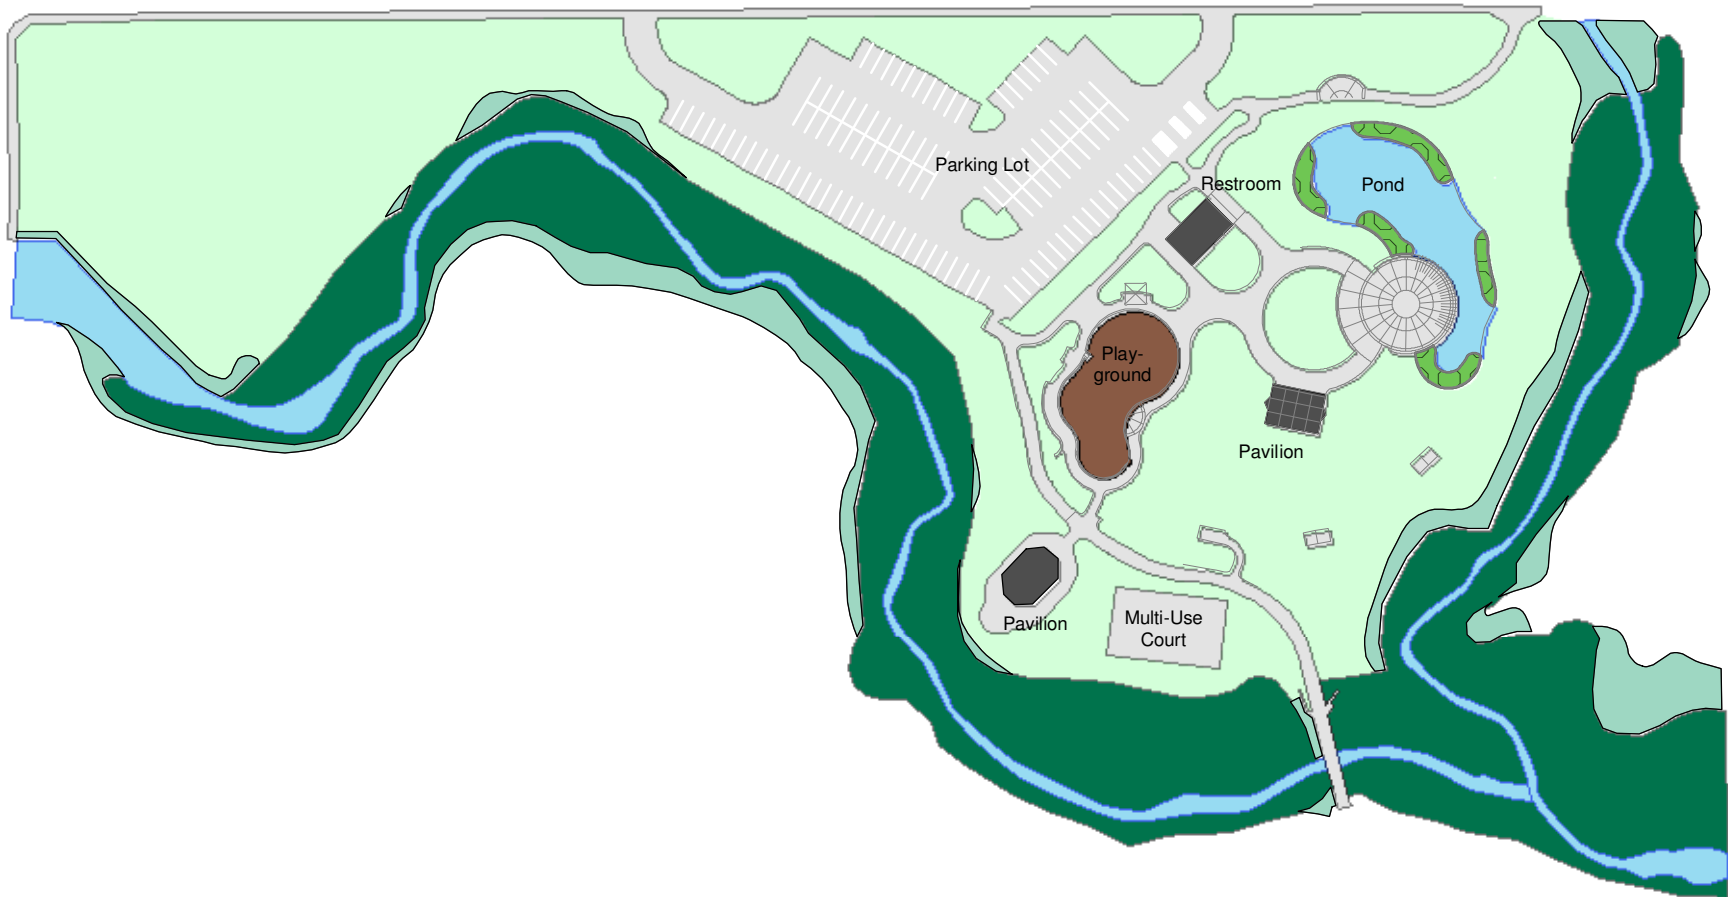 Parking Lot
Restroom
Pond
Play-
ground
Pavilion
Pavilion
Multi-Use
Court